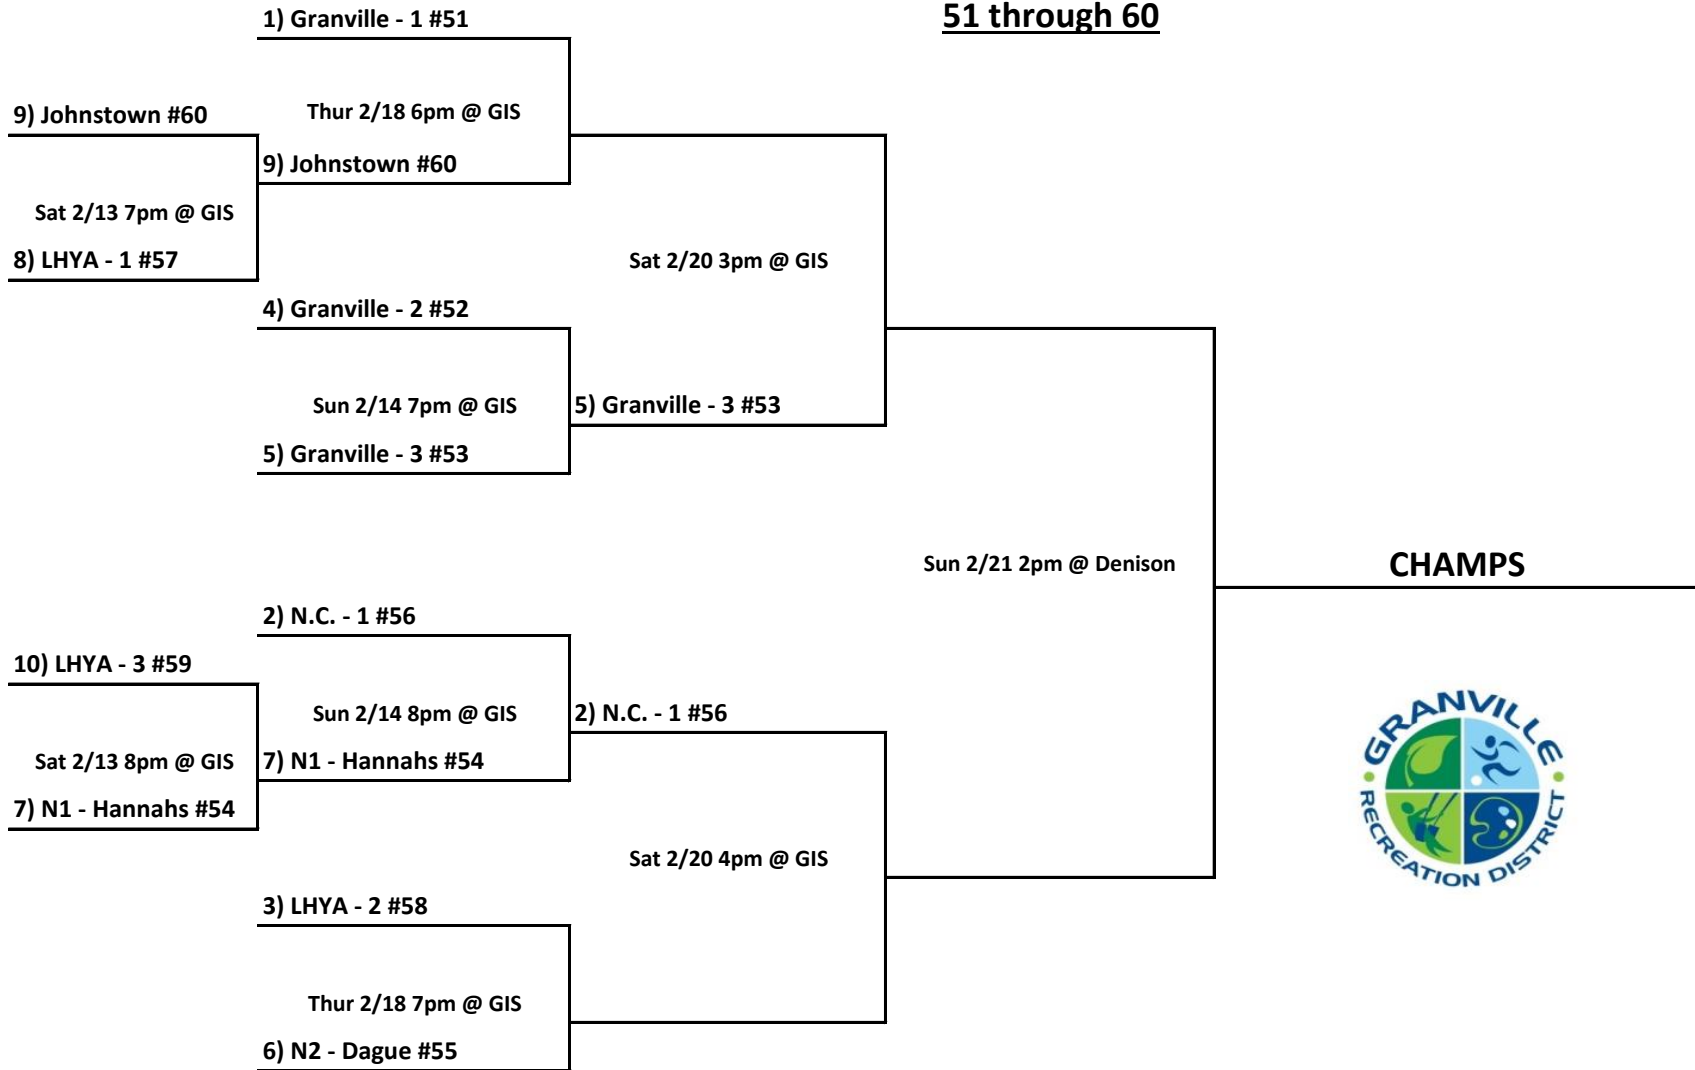 1) Granville - 1 #51
51 through 60
9) Johnstown #60
Thur 2/18 6pm @ GIS
9) Johnstown #60
Sat 2/13 7pm @ GIS
8) LHYA - 1 #57
Sat 2/20 3pm @ GIS
4) Granville - 2 #52
Sun 2/14 7pm @ GIS
5) Granville - 3 #53
5) Granville - 3 #53
Sun 2/21 2pm @ Denison
CHAMPS
2) N.C. - 1 #56
10) LHYA - 3 #59
Sun 2/14 8pm @ GIS
2) N.C. - 1 #56
Sat 2/13 8pm @ GIS
7) N1 - Hannahs #54
7) N1 - Hannahs #54
GRANVILLE
RECREATION DISTRICT
Sat 2/20 4pm @ GIS
3) LHYA - 2 #58
Thur 2/18 7pm @ GIS
6) N2 - Dague #55